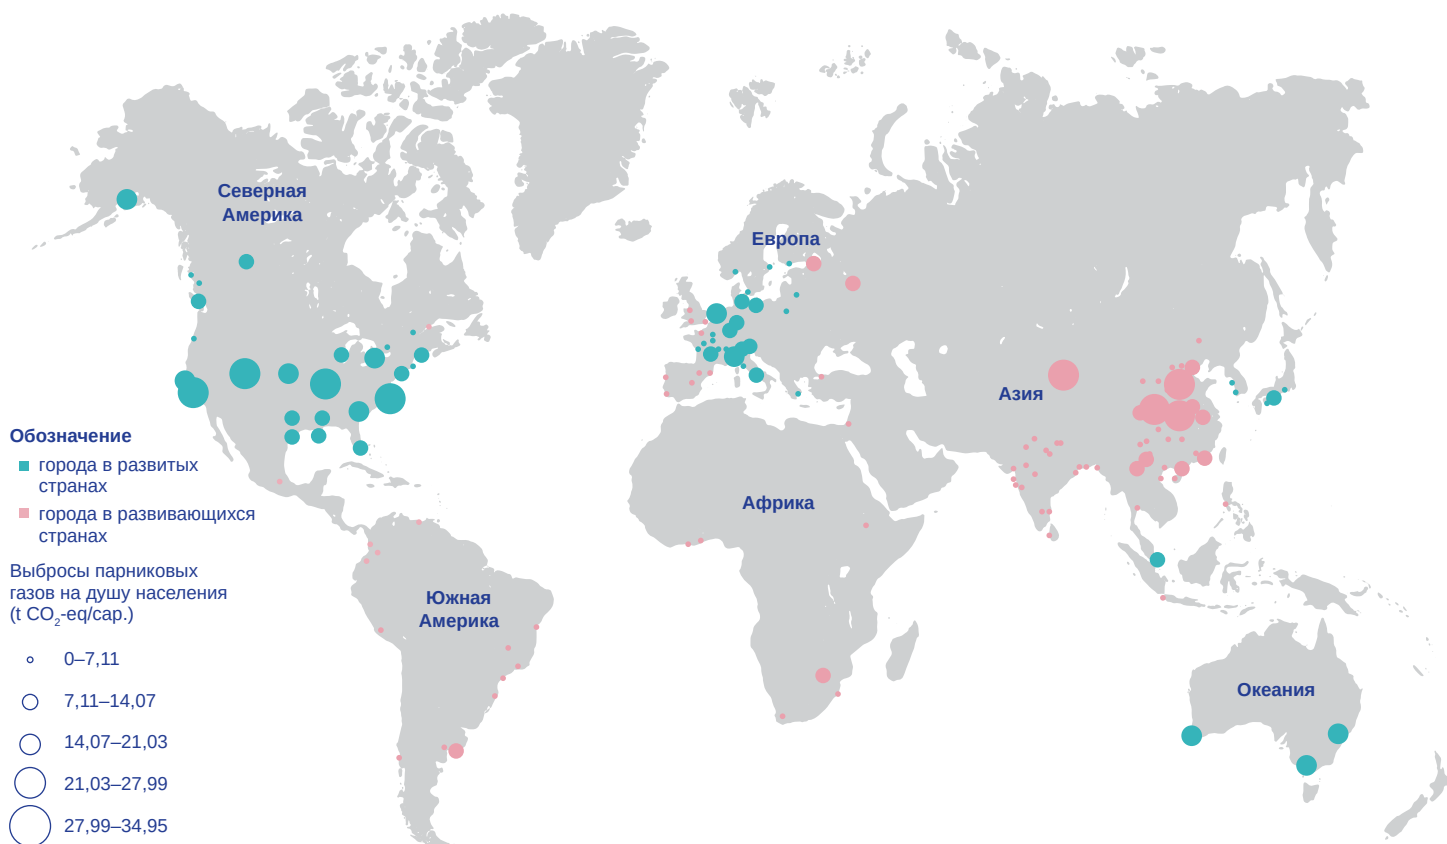 Северная
Америка
Европа
Азия
Африка
Южная
Америка
Океания
Обозначение
города в развитых
странах
города в развивающихся
странах
Выбросы парниковых
газов на душу населения
(t CO₂-eq/cap.)
0–7,11
7,11–14,07
14,07–21,03
21,03–27,99
27,99–34,95